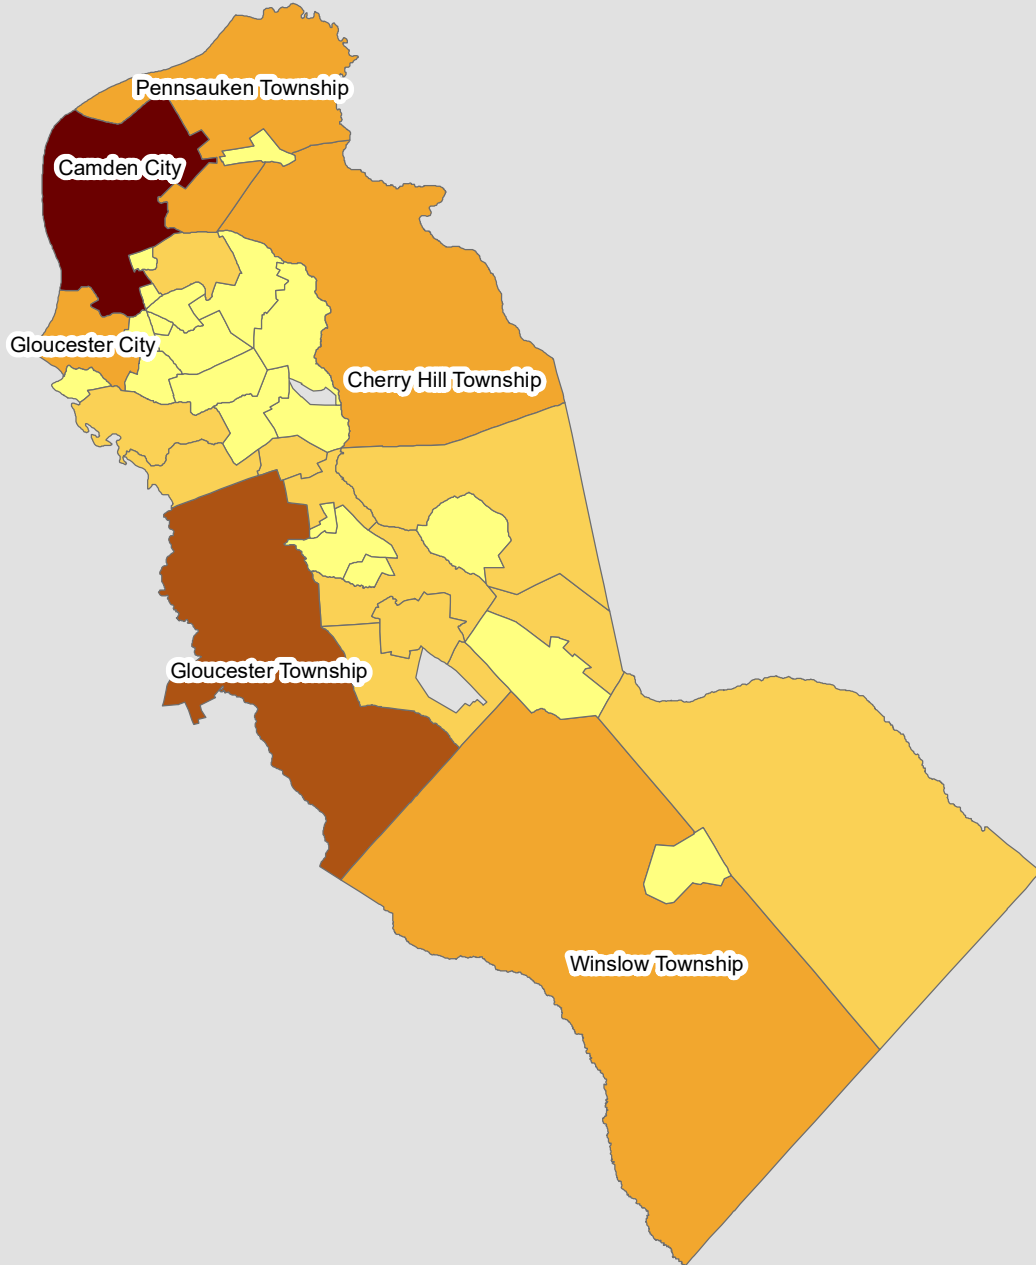 Pennsauken Township
Camden City
Gloucester City
Cherry Hill Township
Gloucester Township
Winslow Township